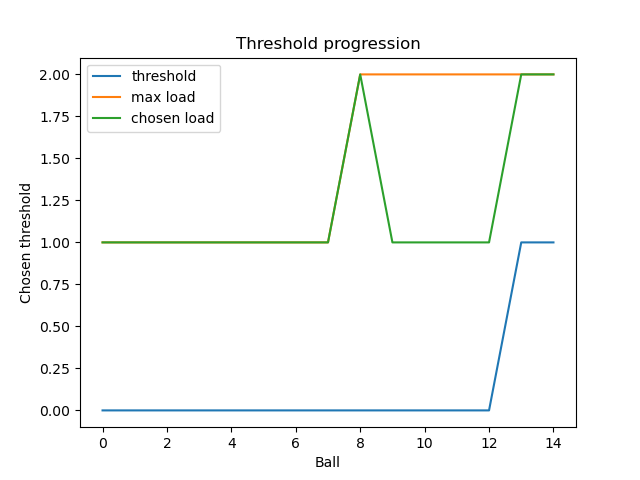 Threshold progression
threshold
max load
chosen load
Chosen threshold
2.00
1.75
1.50
1.25
1.00
0.75
0.50
0.25
0.00
0 2 4 6 8 10 12 14
Ball